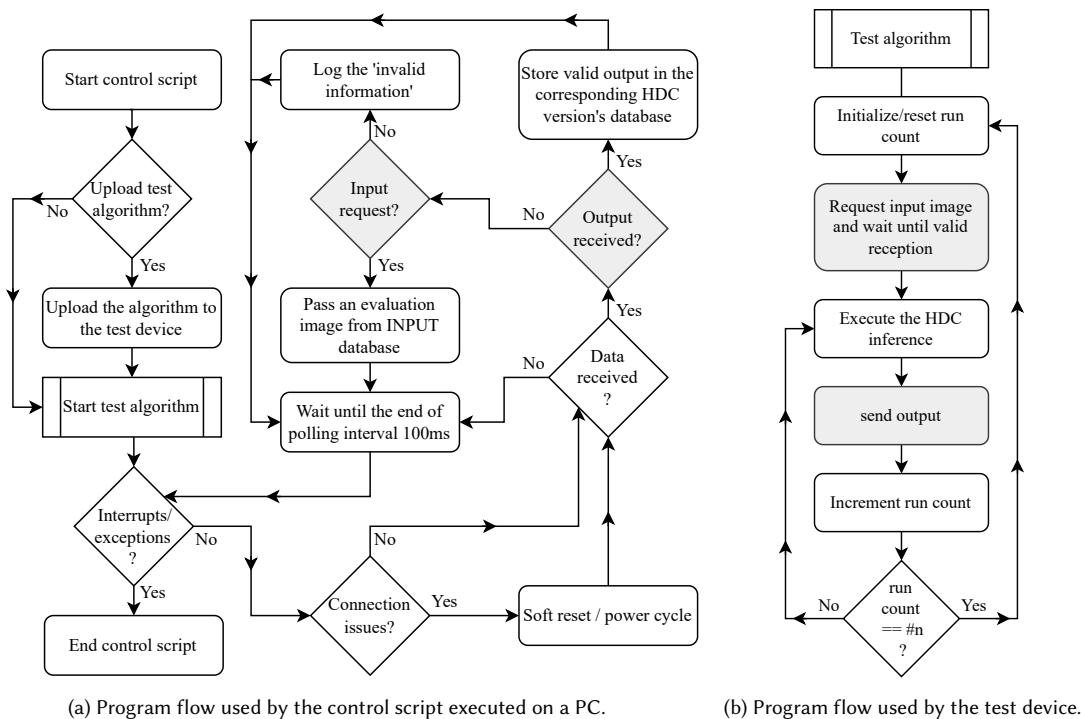 Start control script
Upload test
algorithm?
No
Yes
Upload the algorithm to
the test device
Start test algorithm
Interrupts/
exceptions
?
No
Yes
End control script
Log the 'invalid
information'
No
Input
request?
Yes
Pass an evaluation
image from INPUT
database
Wait until the end of
polling interval 100ms
No
Connection
issues?
Yes
Store valid output in the
corresponding HDC
version's database
Yes
No
Output
received?
Yes
No
Data
received
?
Soft reset / power cycle
(a) Program flow used by the control script executed on a PC.
Test algorithm
Initialize/reset run
count
Request input image
and wait until valid
reception
Execute the HDC
inference
send output
Increment run count
No
run
count
== #n
?
Yes
(b) Program flow used by the test device.